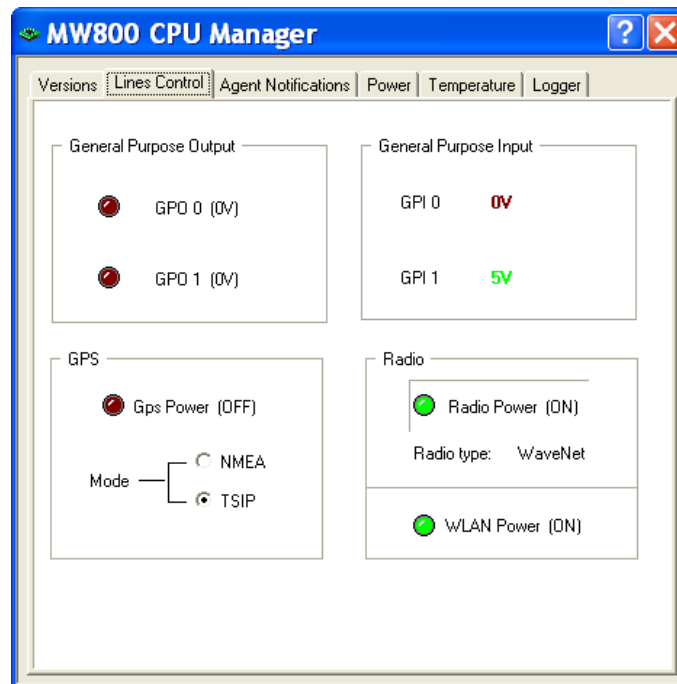 MW800 CPU Manager
?
Versions Lines Control Agent Notifications Power Temperature Logger
General Purpose Output
GPO 0 (0V)
GPO 1 (0V)
General Purpose Input
GPI 0 0V
GPI 1 5V
GPS
Gps Power (OFF)
Mode
NMEA
TSIP
Radio
Radio Power (ON)
Radio type: WaveNet
WLAN Power (ON)